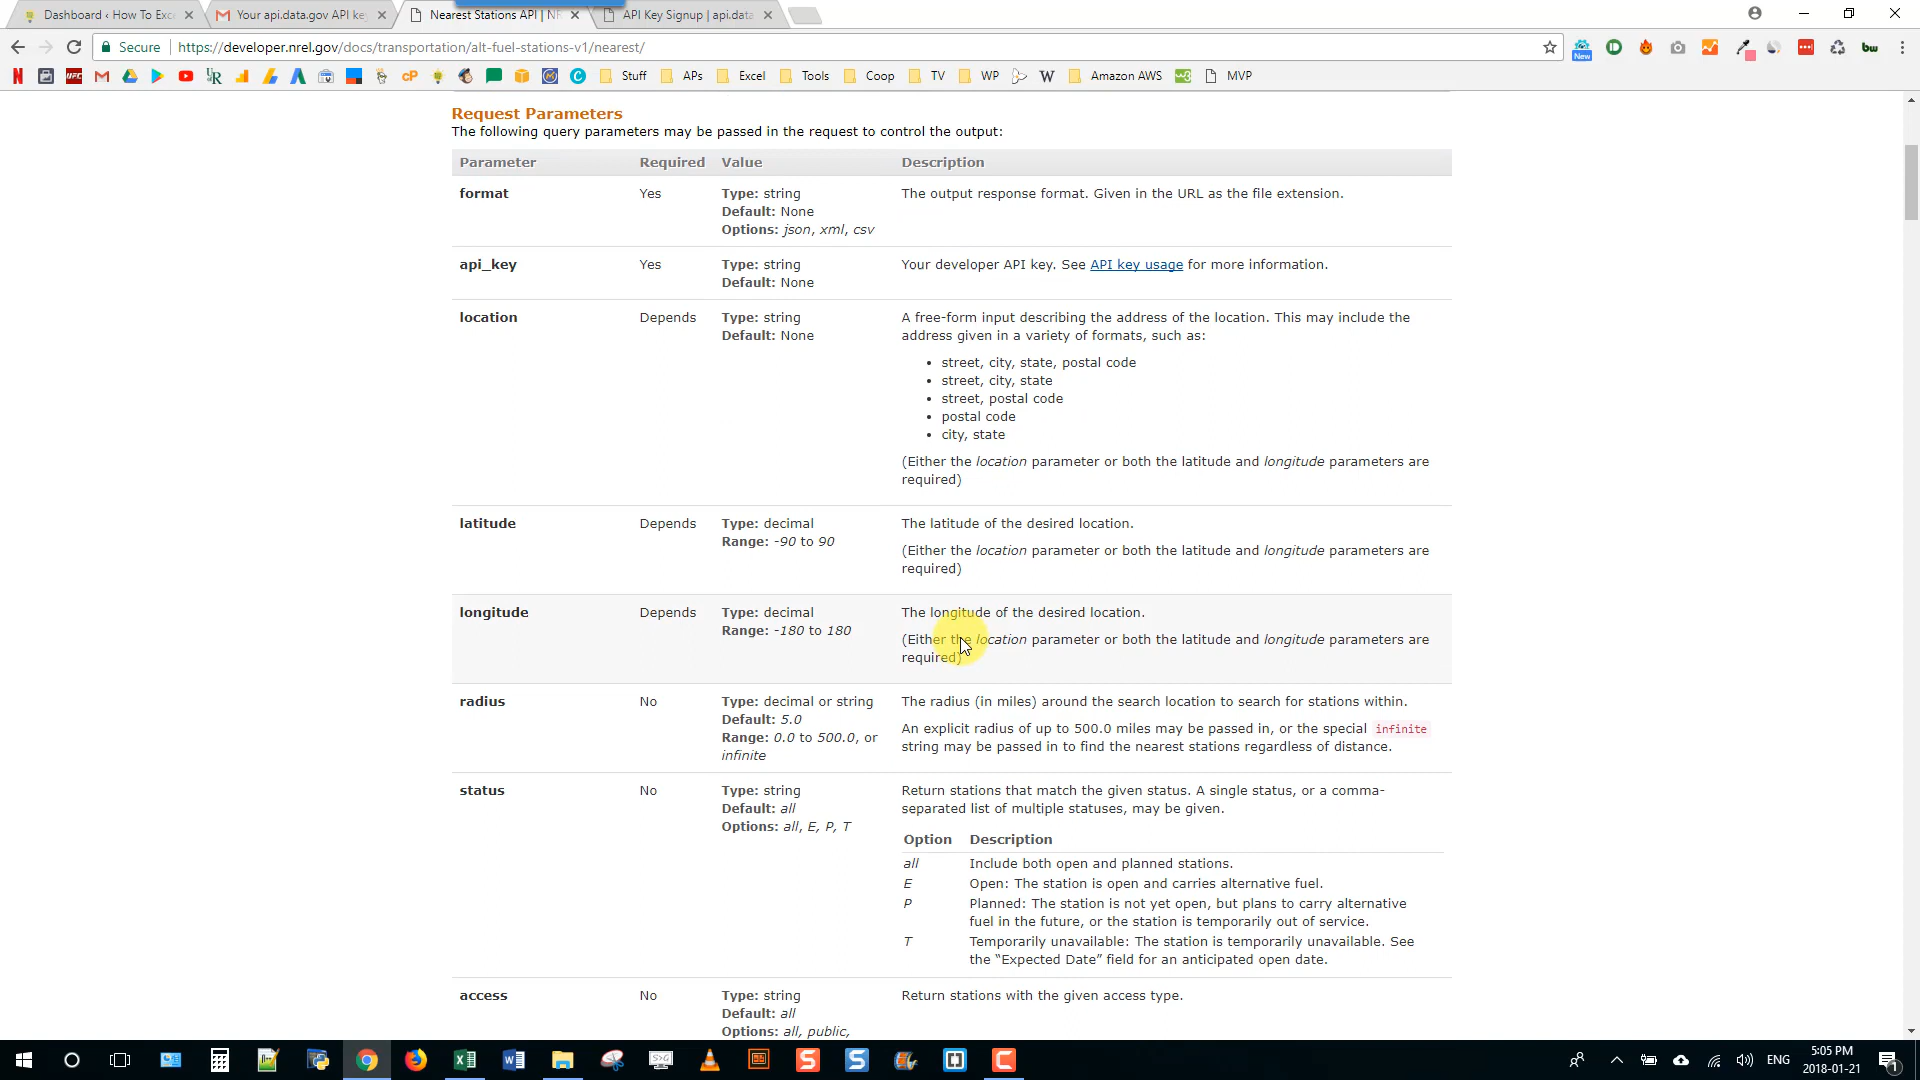 Dashboard ‹ How To Exc
Your api.data.gov API key
Nearest Stations API | NR
API Key Signup | api.data
Secure
https://developer.nrel.gov/docs/transportation/alt-fuel-stations-v1/nearest/
New
bw
UFC
cP
Stuff
APs
Excel
Tools
Coop
TV
WP
W
Amazon AWS
MVP
Request Parameters
The following query parameters may be passed in the request to control the output:
Parameter Required Value Description
format Yes Type: string The output response format. Given in the URL as the file extension.
Default: None
Options: json, xml, csv
api_key Yes Type: string Your developer API key. See API key usage for more information.
Default: None
location Depends Type: string A free-form input describing the address of the location. This may include the
Default: None address given in a variety of formats, such as:
• street, city, state, postal code
• street, city, state
• street, postal code
• postal code
• city, state
(Either the location parameter or both the latitude and longitude parameters are
required)
latitude Depends Type: decimal The latitude of the desired location.
Range: -90 to 90
(Either the location parameter or both the latitude and longitude parameters are
required)
longitude Depends Type: decimal The longitude of the desired location.
Range: -180 to 180
(Either the location parameter or both the latitude and longitude parameters are
required)
radius No Type: decimal or string The radius (in miles) around the search location to search for stations within.
Default: 5.0
Range: 0.0 to 500.0, or
infinite
An explicit radius of up to 500.0 miles may be passed in, or the special infinite
string may be passed in to find the nearest stations regardless of distance.
status No Type: string Return stations that match the given status. A single status, or a comma-
Default: all separated list of multiple statuses, may be given.
Options: all, E, P, T
Option Description
all Include both open and planned stations.
E Open: The station is open and carries alternative fuel.
P Planned: The station is not yet open, but plans to carry alternative
fuel in the future, or the station is temporarily out of service.
T Temporarily unavailable: The station is temporarily unavailable. See
the “Expected Date” field for an anticipated open date.
access No Type: string Return stations with the given access type.
Default: all
Options: all, public,
ENG
5:05 PM
2018-01-21
1